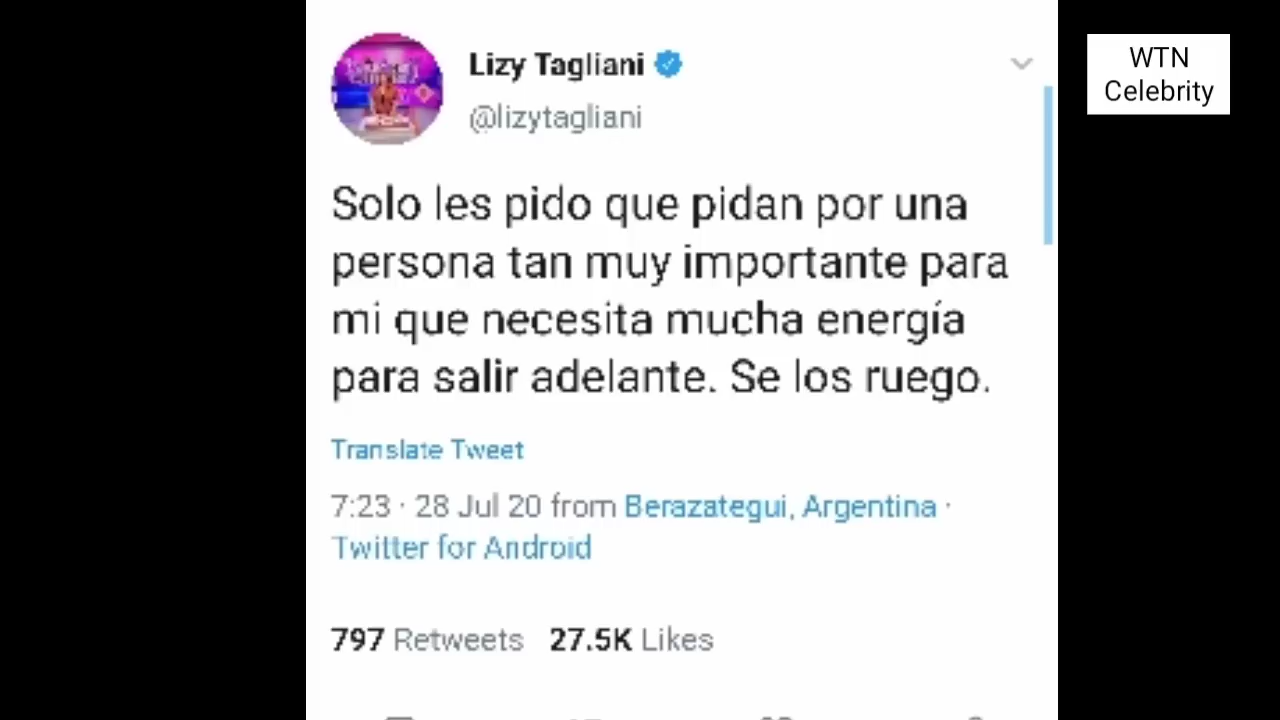 Lizy Tagliani
WTN
Celebrity
@lizytagliani
Solo les pido que pidan por una
persona tan muy importante para
mi que necesita mucha energía
para salir adelante. Se los ruego.
Translate Tweet
7:23 · 28 Jul 20 from Berazategui, Argentina ·
Twitter for Android
797 Retweets 27.5K Likes